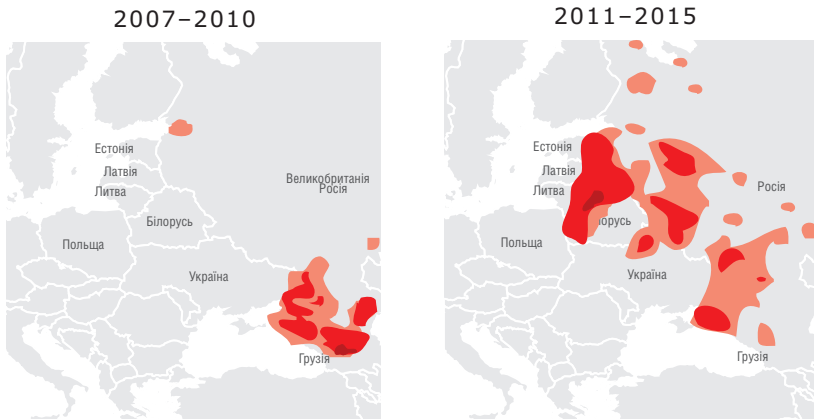 2007–2010
Естонія
Латвія
Литва
Великобританія
Росія
Білорусь
Польща
Україна
Грузія
2011–2015
Естонія
Латвія
Литва
Росія
лорусь
Польща
Україна
Грузія